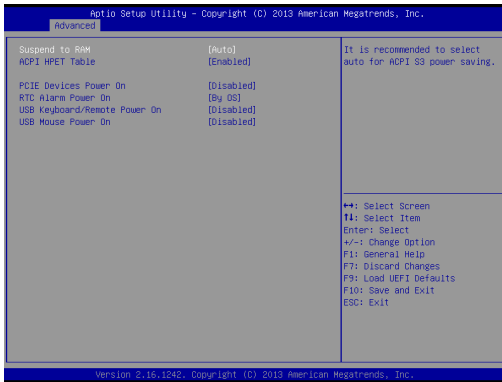 Aptio Setup Utility – Copyright (C) 2013 American Megatrends, Inc.
Advanced
Suspend to RAM [Auto]
ACPI HPET Table [Enabled]
PCIE Devices Power On [Disabled]
RTC Alarm Power On [By OS]
USB Keyboard/Remote Power On [Disabled]
USB Mouse Power On [Disabled]
It is recommended to select
auto for ACPI S3 power saving.
↔: Select Screen
↑↓: Select Item
Enter: Select
+/-: Change Option
F1: General Help
F7: Discard Changes
F9: Load UEFI Defaults
F10: Save and Exit
ESC: Exit
Version 2.16.1242. Copyright (C) 2013 American Megatrends, Inc.